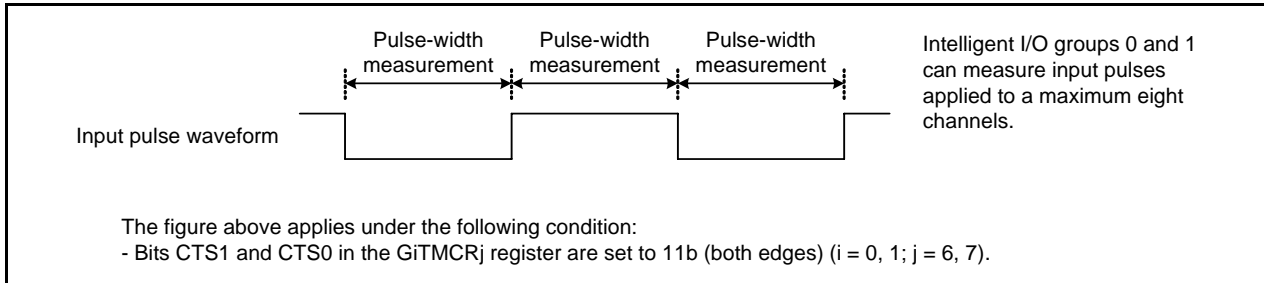 Pulse-width measurement
Pulse-width measurement
Pulse-width measurement
Intelligent I/O groups 0 and 1
can measure input pulses
applied to a maximum eight
channels.
Input pulse waveform
The figure above applies under the following condition:
- Bits CTS1 and CTS0 in the GiTMCRj register are set to 11b (both edges) (i = 0, 1; j = 6, 7).